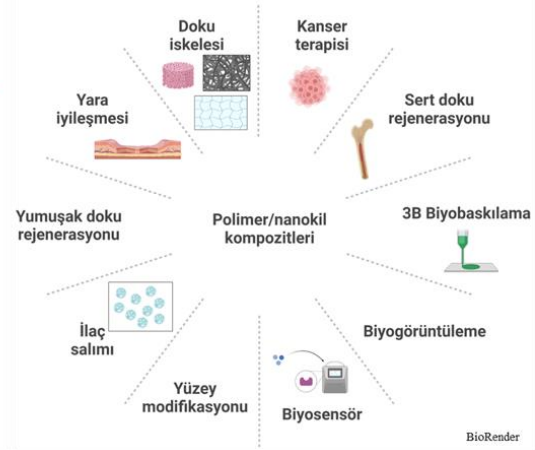 Doku
iskelesi
Kanser
terapisi
Yara
iyileşmesi
Sert doku
rejenerasyonu
Yumuşak doku
rejenerasyonu
Polimer/nanokil
kompozitleri
3B Biyobaskılama
İlaç
salımı
Biyogörüntüleme
Yüzey
modifikasyonu
Biyosensör
BioRender